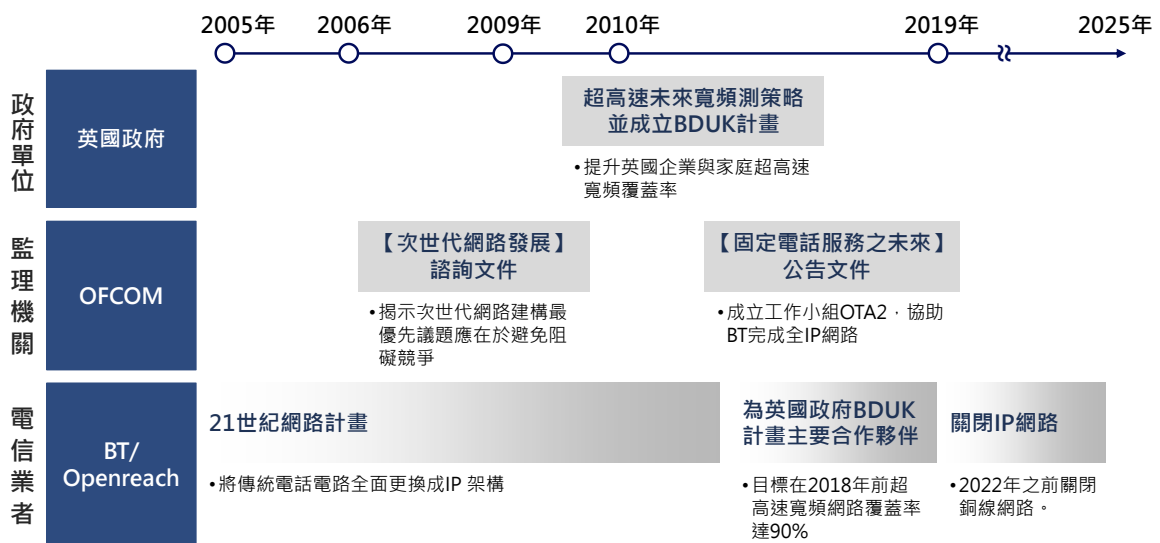 2005年
2006年
2009年
2010年
2019年
2025年
政府單位
英國政府
超高速未來寬頻測策略
並成立BDUK計畫
•提升英國企業與家庭超高速
寬頻覆蓋率
監理機關
OFCOM
【次世代網路發展】
諮詢文件
•揭示次世代網路建構最
優先議題應在於避免阻
礙競爭
【固定電話服務之未來】
公告文件
•成立工作小組OTA2，協助
BT完成全IP網路
電信業者
BT/
Openreach
21世紀網路計畫
•將傳統電話電路全面更換成IP 架構
為英國政府BDUK
計畫主要合作夥伴
•目標在2018年前超
高速寬頻網路覆蓋率
達90%
關閉IP網路
•2022年之前關閉
銅線網路。